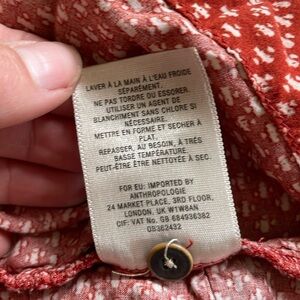 LAVER À LA MAIN À L'EAU FROIDE
SÉPARÉMENT.
NE PAS TORDRE OU ESSORER.
UTILISER UN AGENT DE
BLANCHIMENT SANS CHLORE SI
NÉCESSAIRE.
METTRE EN FORME ET SECHER À
PLAT.
REPASSER, AU BESOIN, À TRÈS
BASSE TEMPÉRATURE.
PEUT-ÊTRE ÊTRE NETTOYÉE À SEC.
FOR EU: IMPORTED BY
ANTHROPOLOGIE
24 MARKET PLACE, 3RD FLOOR,
LONDON, UK W1W8AN
CIF: VAT No. GB 684936382
OS362432